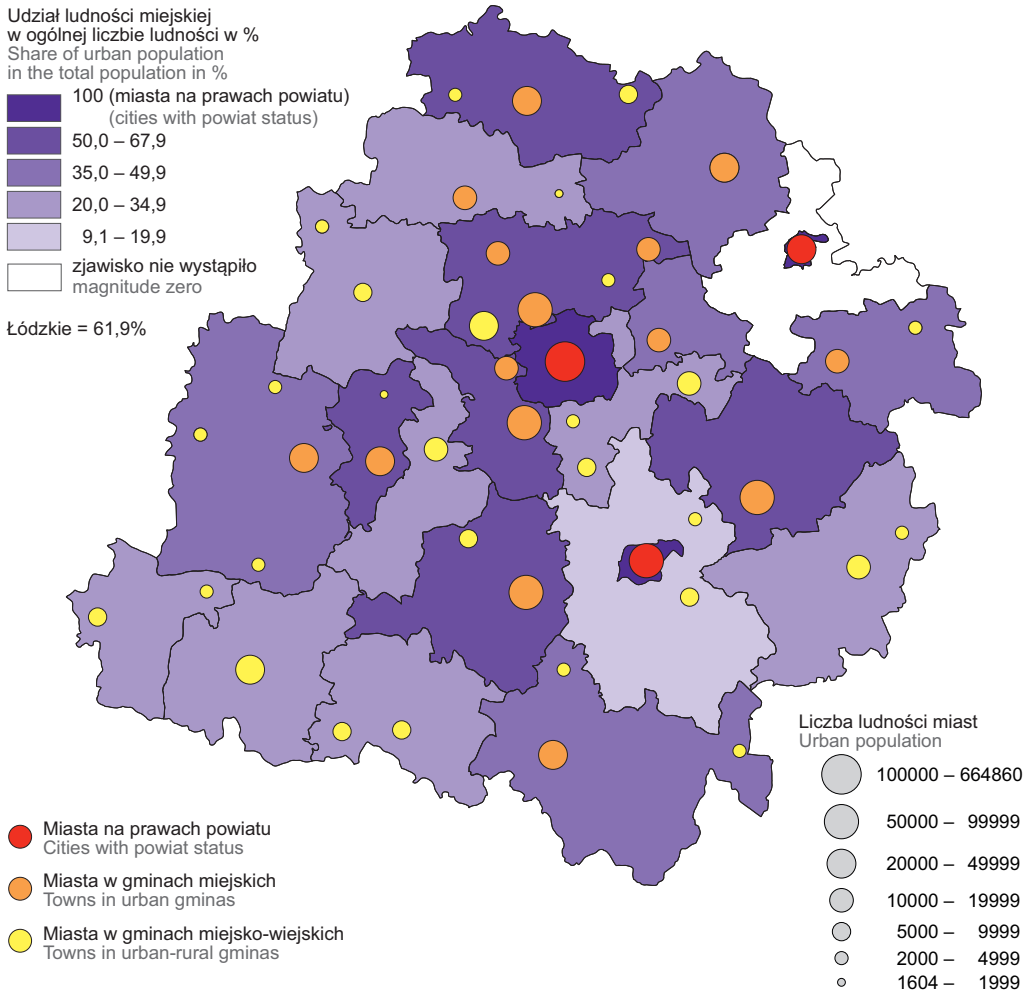 Udział ludności miejskiej
w ogólnej liczbie ludności w %
Share of urban population
in the total population in %
100 (miasta na prawach powiatu)
(cities with powiat status)
50,0 – 67,9
35,0 – 49,9
20,0 – 34,9
9,1 – 19,9
zjawisko nie wystąpiło
magnitude zero
Łódzkie = 61,9%
Miasta na prawach powiatu
Cities with powiat status
Miasta w gminach miejskich
Towns in urban gminas
Miasta w gminach miejsko-wiejskich
Towns in urban-rural gminas
Liczba ludności miast
Urban population
100000 – 664860
50000 – 99999
20000 – 49999
10000 – 19999
5000 – 9999
2000 – 4999
1604 – 1999